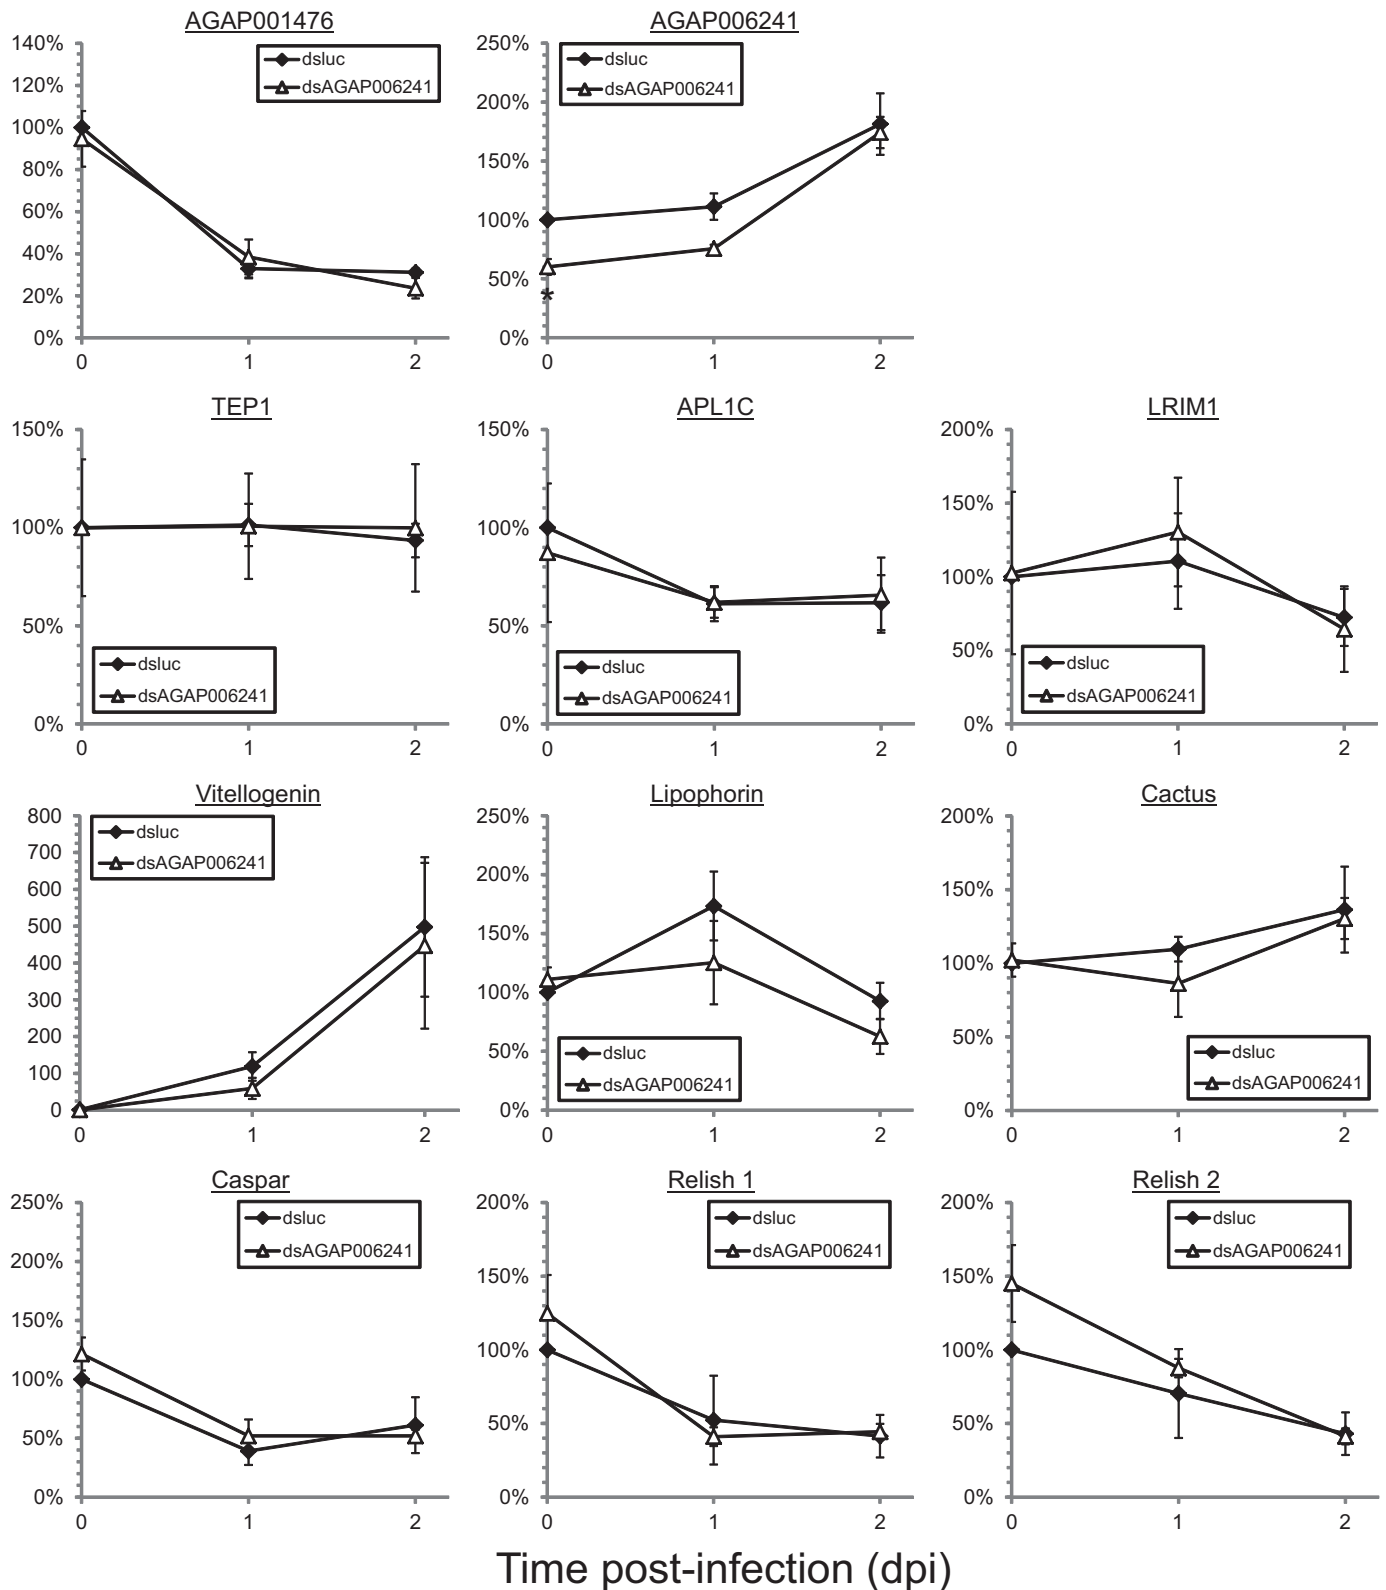 AGAP001476
140%
120%
100%
80%
60%
40%
20%
0%
0 1 2
dsluc
dsAGAP006241
AGAP006241
250%
200%
150%
100%
50%
0%
*
0 1 2
dsluc
dsAGAP006241
TEP1
150%
100%
50%
0%
0 1 2
dsluc
dsAGAP006241
APL1C
150%
100%
50%
0%
0 1 2
dsluc
dsAGAP006241
LRIM1
200%
150%
100%
50%
0%
0 1 2
dsluc
dsAGAP006241
Vitellogenin
800
700
600
500
400
300
200
100
0
0 1 2
dsluc
dsAGAP006241
Lipophorin
250%
200%
150%
100%
50%
0%
0 1 2
dsluc
dsAGAP006241
Cactus
200%
150%
100%
50%
0%
0 1 2
dsluc
dsAGAP006241
Caspar
250%
200%
150%
100%
50%
0%
0 1 2
dsluc
dsAGAP006241
Relish 1
200%
150%
100%
50%
0%
0 1 2
dsluc
dsAGAP006241
Relish 2
200%
150%
100%
50%
0%
0 1 2
dsluc
dsAGAP006241
Time post-infection (dpi)